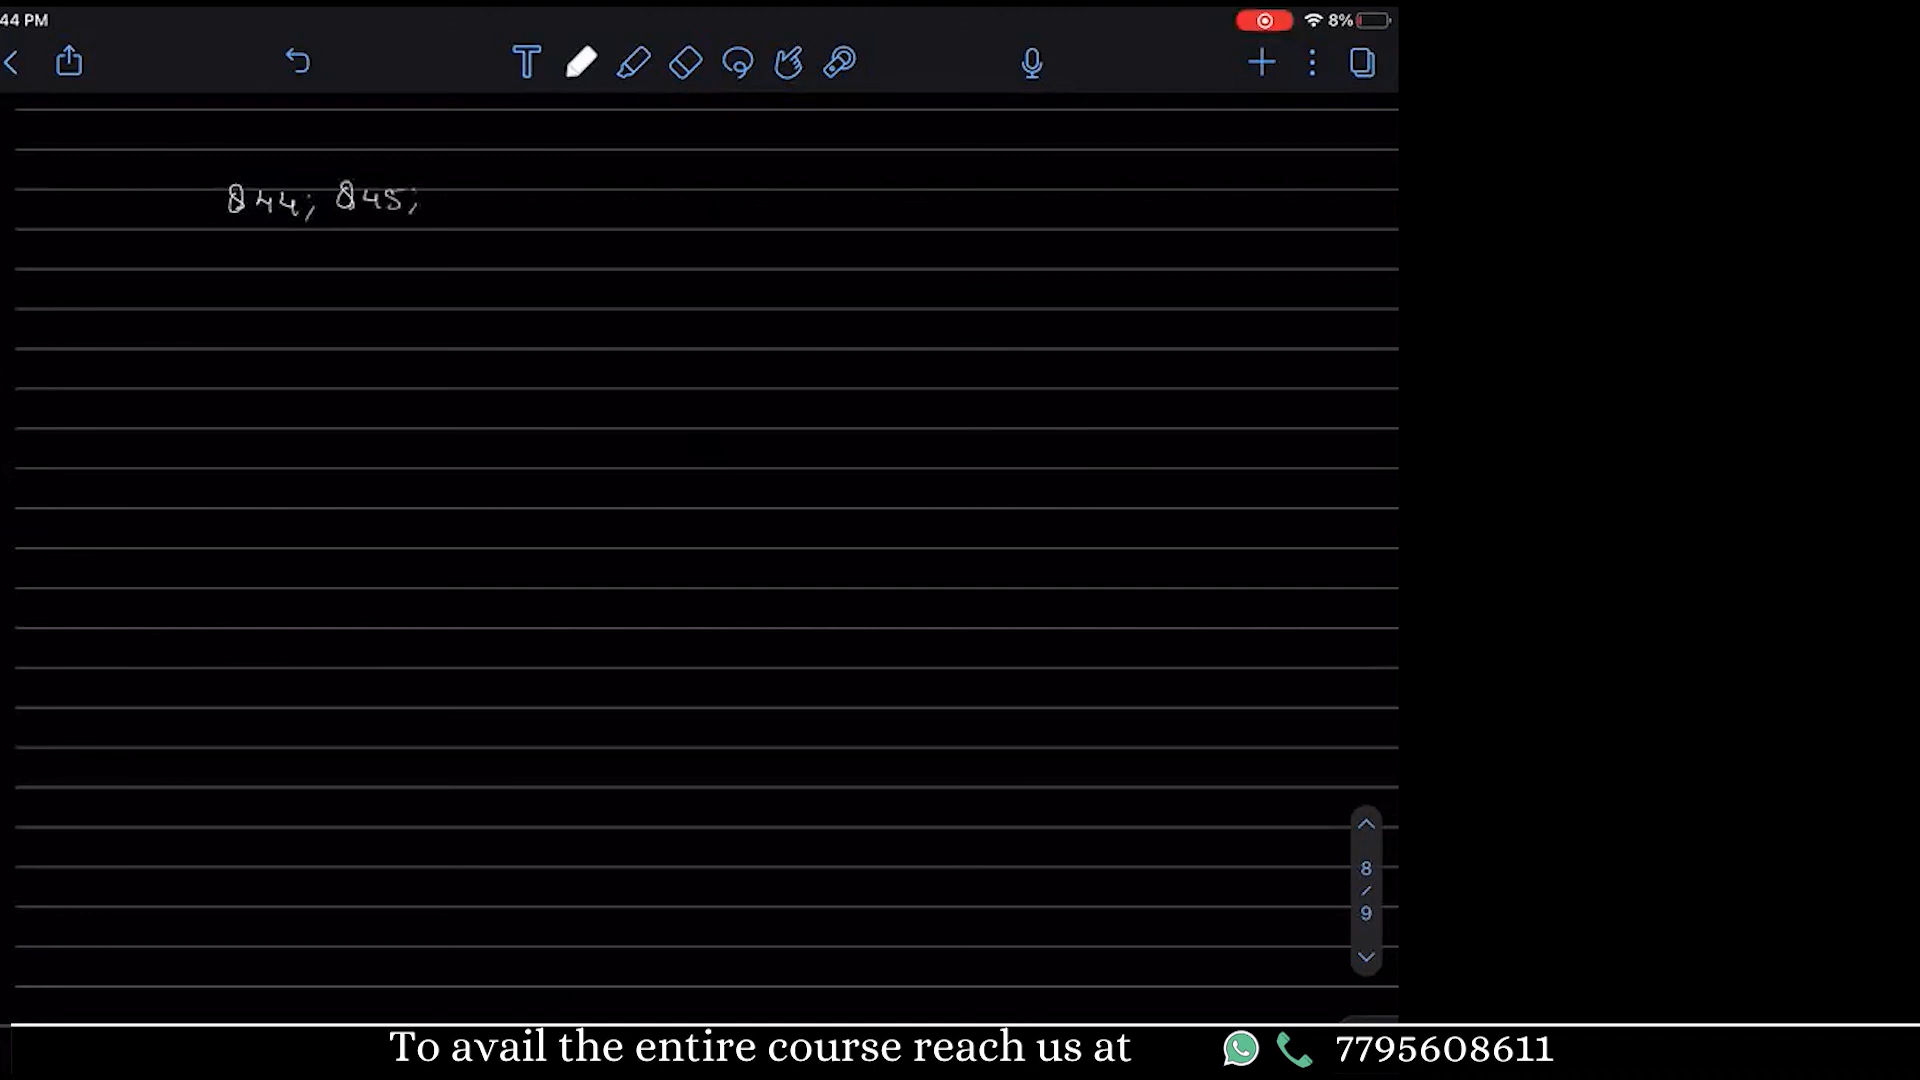 44 PM
8%
844; 845;
8
/
9
To avail the entire course reach us at 7795608611